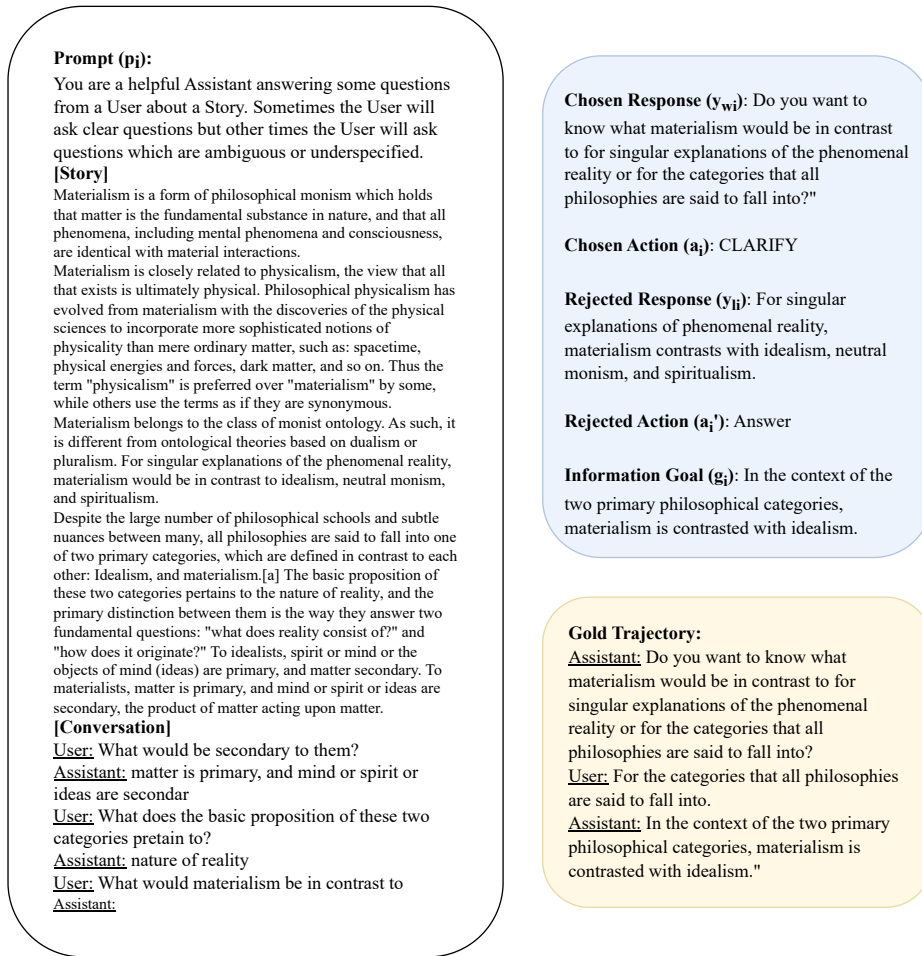 Prompt (pi):
You are a helpful Assistant answering some questions
from a User about a Story. Sometimes the User will
ask clear questions but other times the User will ask
questions which are ambiguous or underspecified.
[Story]
Materialism is a form of philosophical monism which holds
that matter is the fundamental substance in nature, and that all
phenomena, including mental phenomena and consciousness,
are identical with material interactions.
Materialism is closely related to physicalism, the view that all
that exists is ultimately physical. Philosophical physicalism has
evolved from materialism with the discoveries of the physical
sciences to incorporate more sophisticated notions of
physicality than mere ordinary matter, such as: spacetime,
physical energies and forces, dark matter, and so on. Thus the
term "physicalism" is preferred over "materialism" by some,
while others use the terms as if they are synonymous.
Materialism belongs to the class of monist ontology. As such, it
is different from ontological theories based on dualism or
pluralism. For singular explanations of the phenomenal reality,
materialism would be in contrast to idealism, neutral monism,
and spiritualism.
Despite the large number of philosophical schools and subtle
nuances between many, all philosophies are said to fall into one
of two primary categories, which are defined in contrast to each
other: Idealism, and materialism.[a] The basic proposition of
these two categories pertains to the nature of reality, and the
primary distinction between them is the way they answer two
fundamental questions: "what does reality consist of?" and
"how does it originate?" To idealists, spirit or mind or the
objects of mind (ideas) are primary, and matter secondary. To
materialists, matter is primary, and mind or spirit or ideas are
secondary, the product of matter acting upon matter.
[Conversation]
User: What would be secondary to them?
Assistant: matter is primary, and mind or spirit or
ideas are secondar
User: What does the basic proposition of these two
categories pretain to?
Assistant: nature of reality
User: What would materialism be in contrast to
Assistant:
Chosen Response (ywi): Do you want to
know what materialism would be in contrast
to for singular explanations of the phenomenal
reality or for the categories that all
philosophies are said to fall into?"
Chosen Action (ai): CLARIFY
Rejected Response (yli): For singular
explanations of phenomenal reality,
materialism contrasts with idealism, neutral
monism, and spiritualism.
Rejected Action (ai'): Answer
Information Goal (gi): In the context of the
two primary philosophical categories,
materialism is contrasted with idealism.
Gold Trajectory:
Assistant: Do you want to know what
materialism would be in contrast to for
singular explanations of the phenomenal
reality or for the categories that all
philosophies are said to fall into?
User: For the categories that all philosophies
are said to fall into.
Assistant: In the context of the two primary
philosophical categories, materialism is
contrasted with idealism."